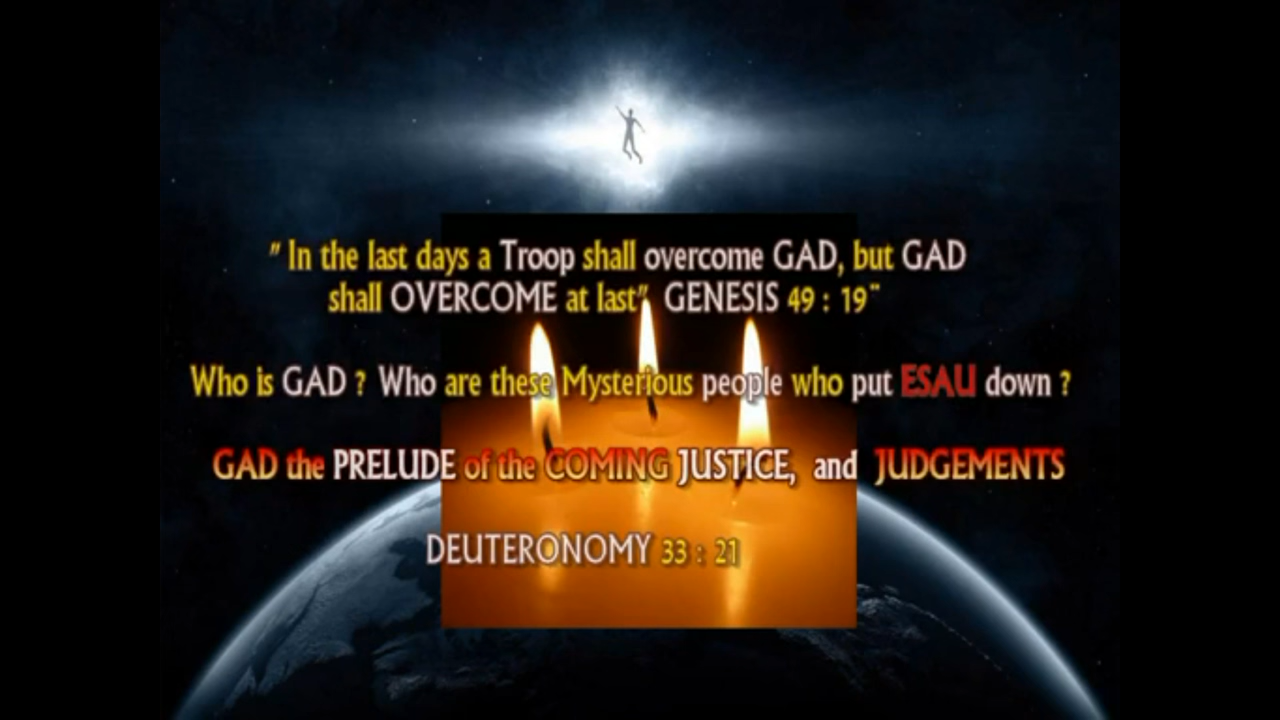 " In the last days a Troop shall overcome GAD, but GAD
shall OVERCOME at last" GENESIS 49 : 19"
Who is GAD ? Who are these Mysterious people who put ESAU down ?
GAD the PRELUDE of the COMING JUSTICE, and JUDGEMENTS
DEUTERONOMY 33 : 21